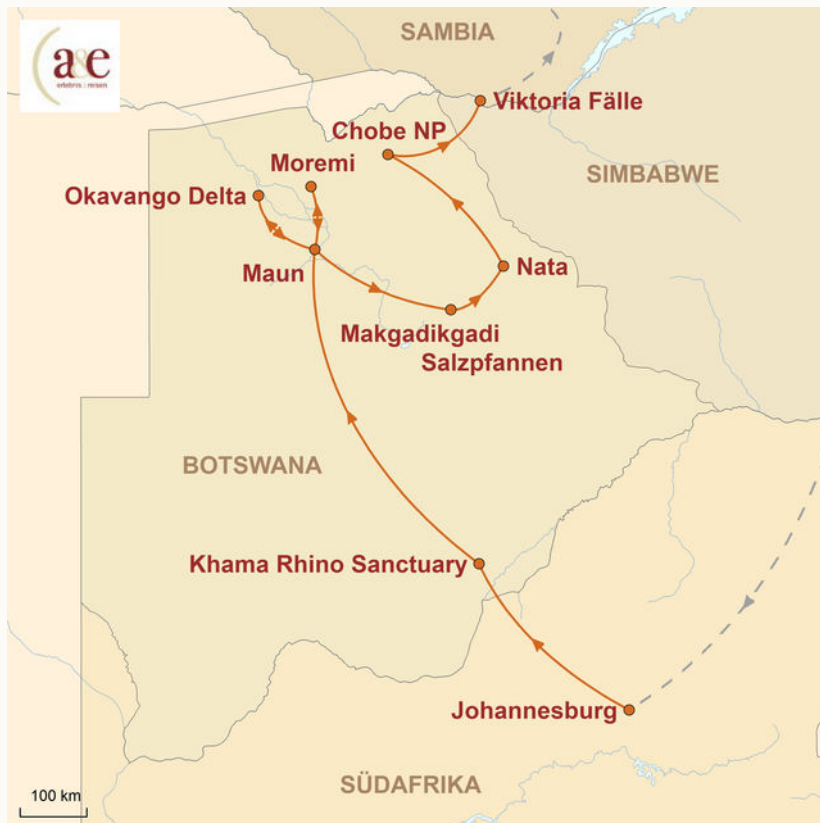 SAMBIA
a&e
erlebnis : reisen
Viktoria Fälle
Chobe NP
Moremi
SIMBABWE
Okavango Delta
Maun
Nata
Makgadikgadi
Salzpfannen
BOTSWANA
Khama Rhino Sanctuary
Johannesburg
SÜDAFRIKA
100 km